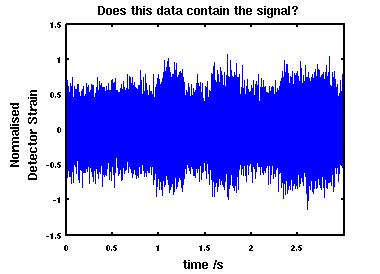 Does this data contain the signal?
1.5
1
0.5
0
-0.5
-1
-1.5
Normalised
Detector Strain
0 0.5 1 1.5 2 2.5
time /s